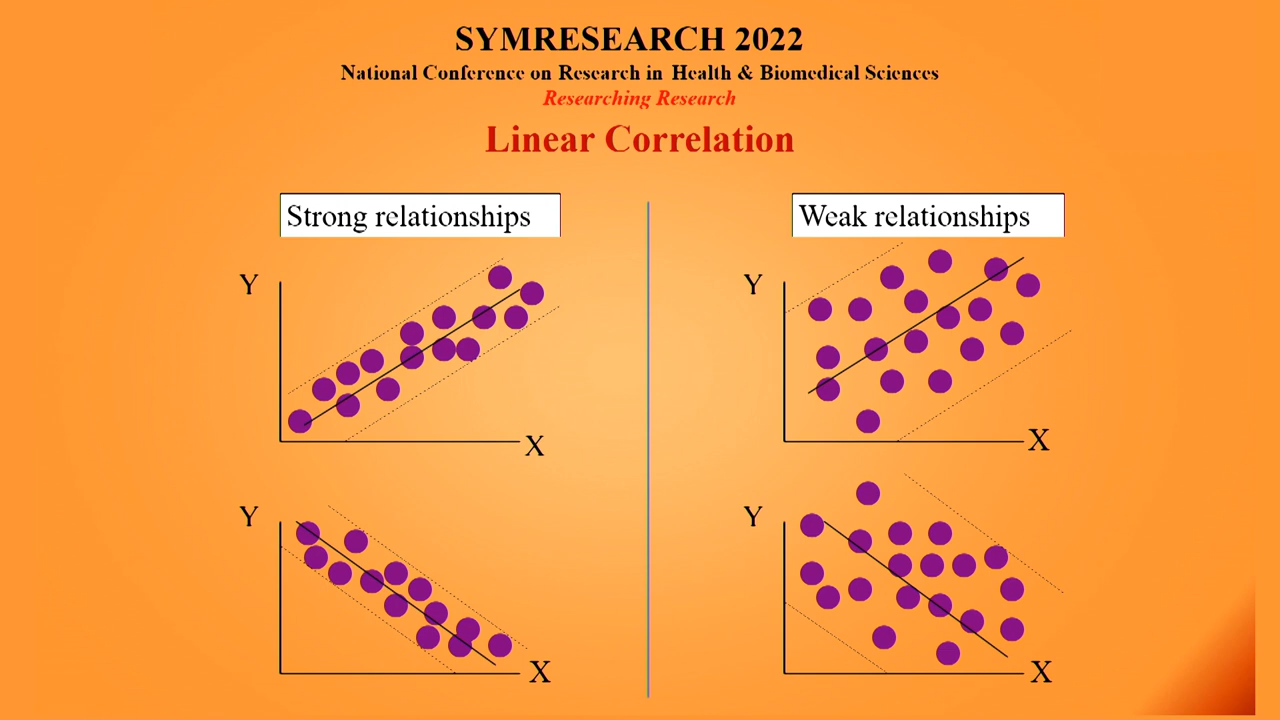 SYMRESEARCH 2022
National Conference on Research in Health & Biomedical Sciences
Researching Research
Linear Correlation
Strong relationships
Weak relationships
Y
X
Y
X
Y
X
Y
X